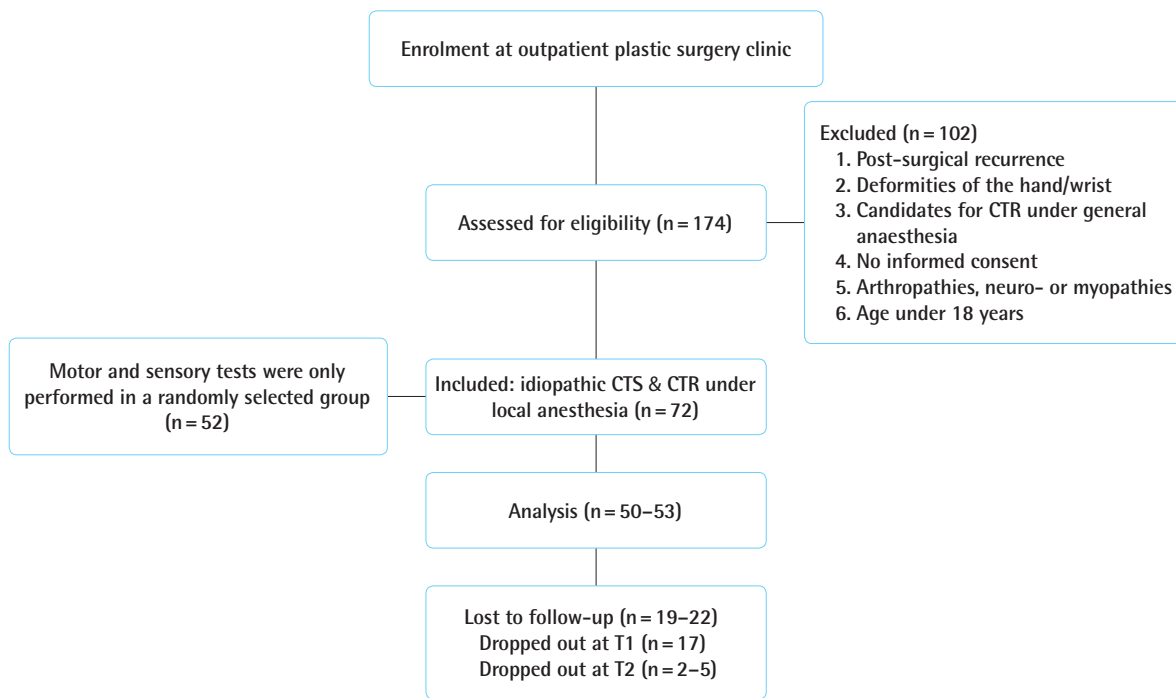 Enrolment at outpatient plastic surgery clinic
Excluded (n = 102)
1. Post-surgical recurrence
2. Deformities of the hand/wrist
3. Candidates for CTR under general
anaesthesia
4. No informed consent
5. Arthropathies, neuro- or myopathies
6. Age under 18 years
Assessed for eligibility (n = 174)
Motor and sensory tests were only
performed in a randomly selected group
(n = 52)
Included: idiopathic CTS & CTR under
local anesthesia (n = 72)
Analysis (n = 50–53)
Lost to follow-up (n = 19–22)
Dropped out at T1 (n = 17)
Dropped out at T2 (n = 2–5)